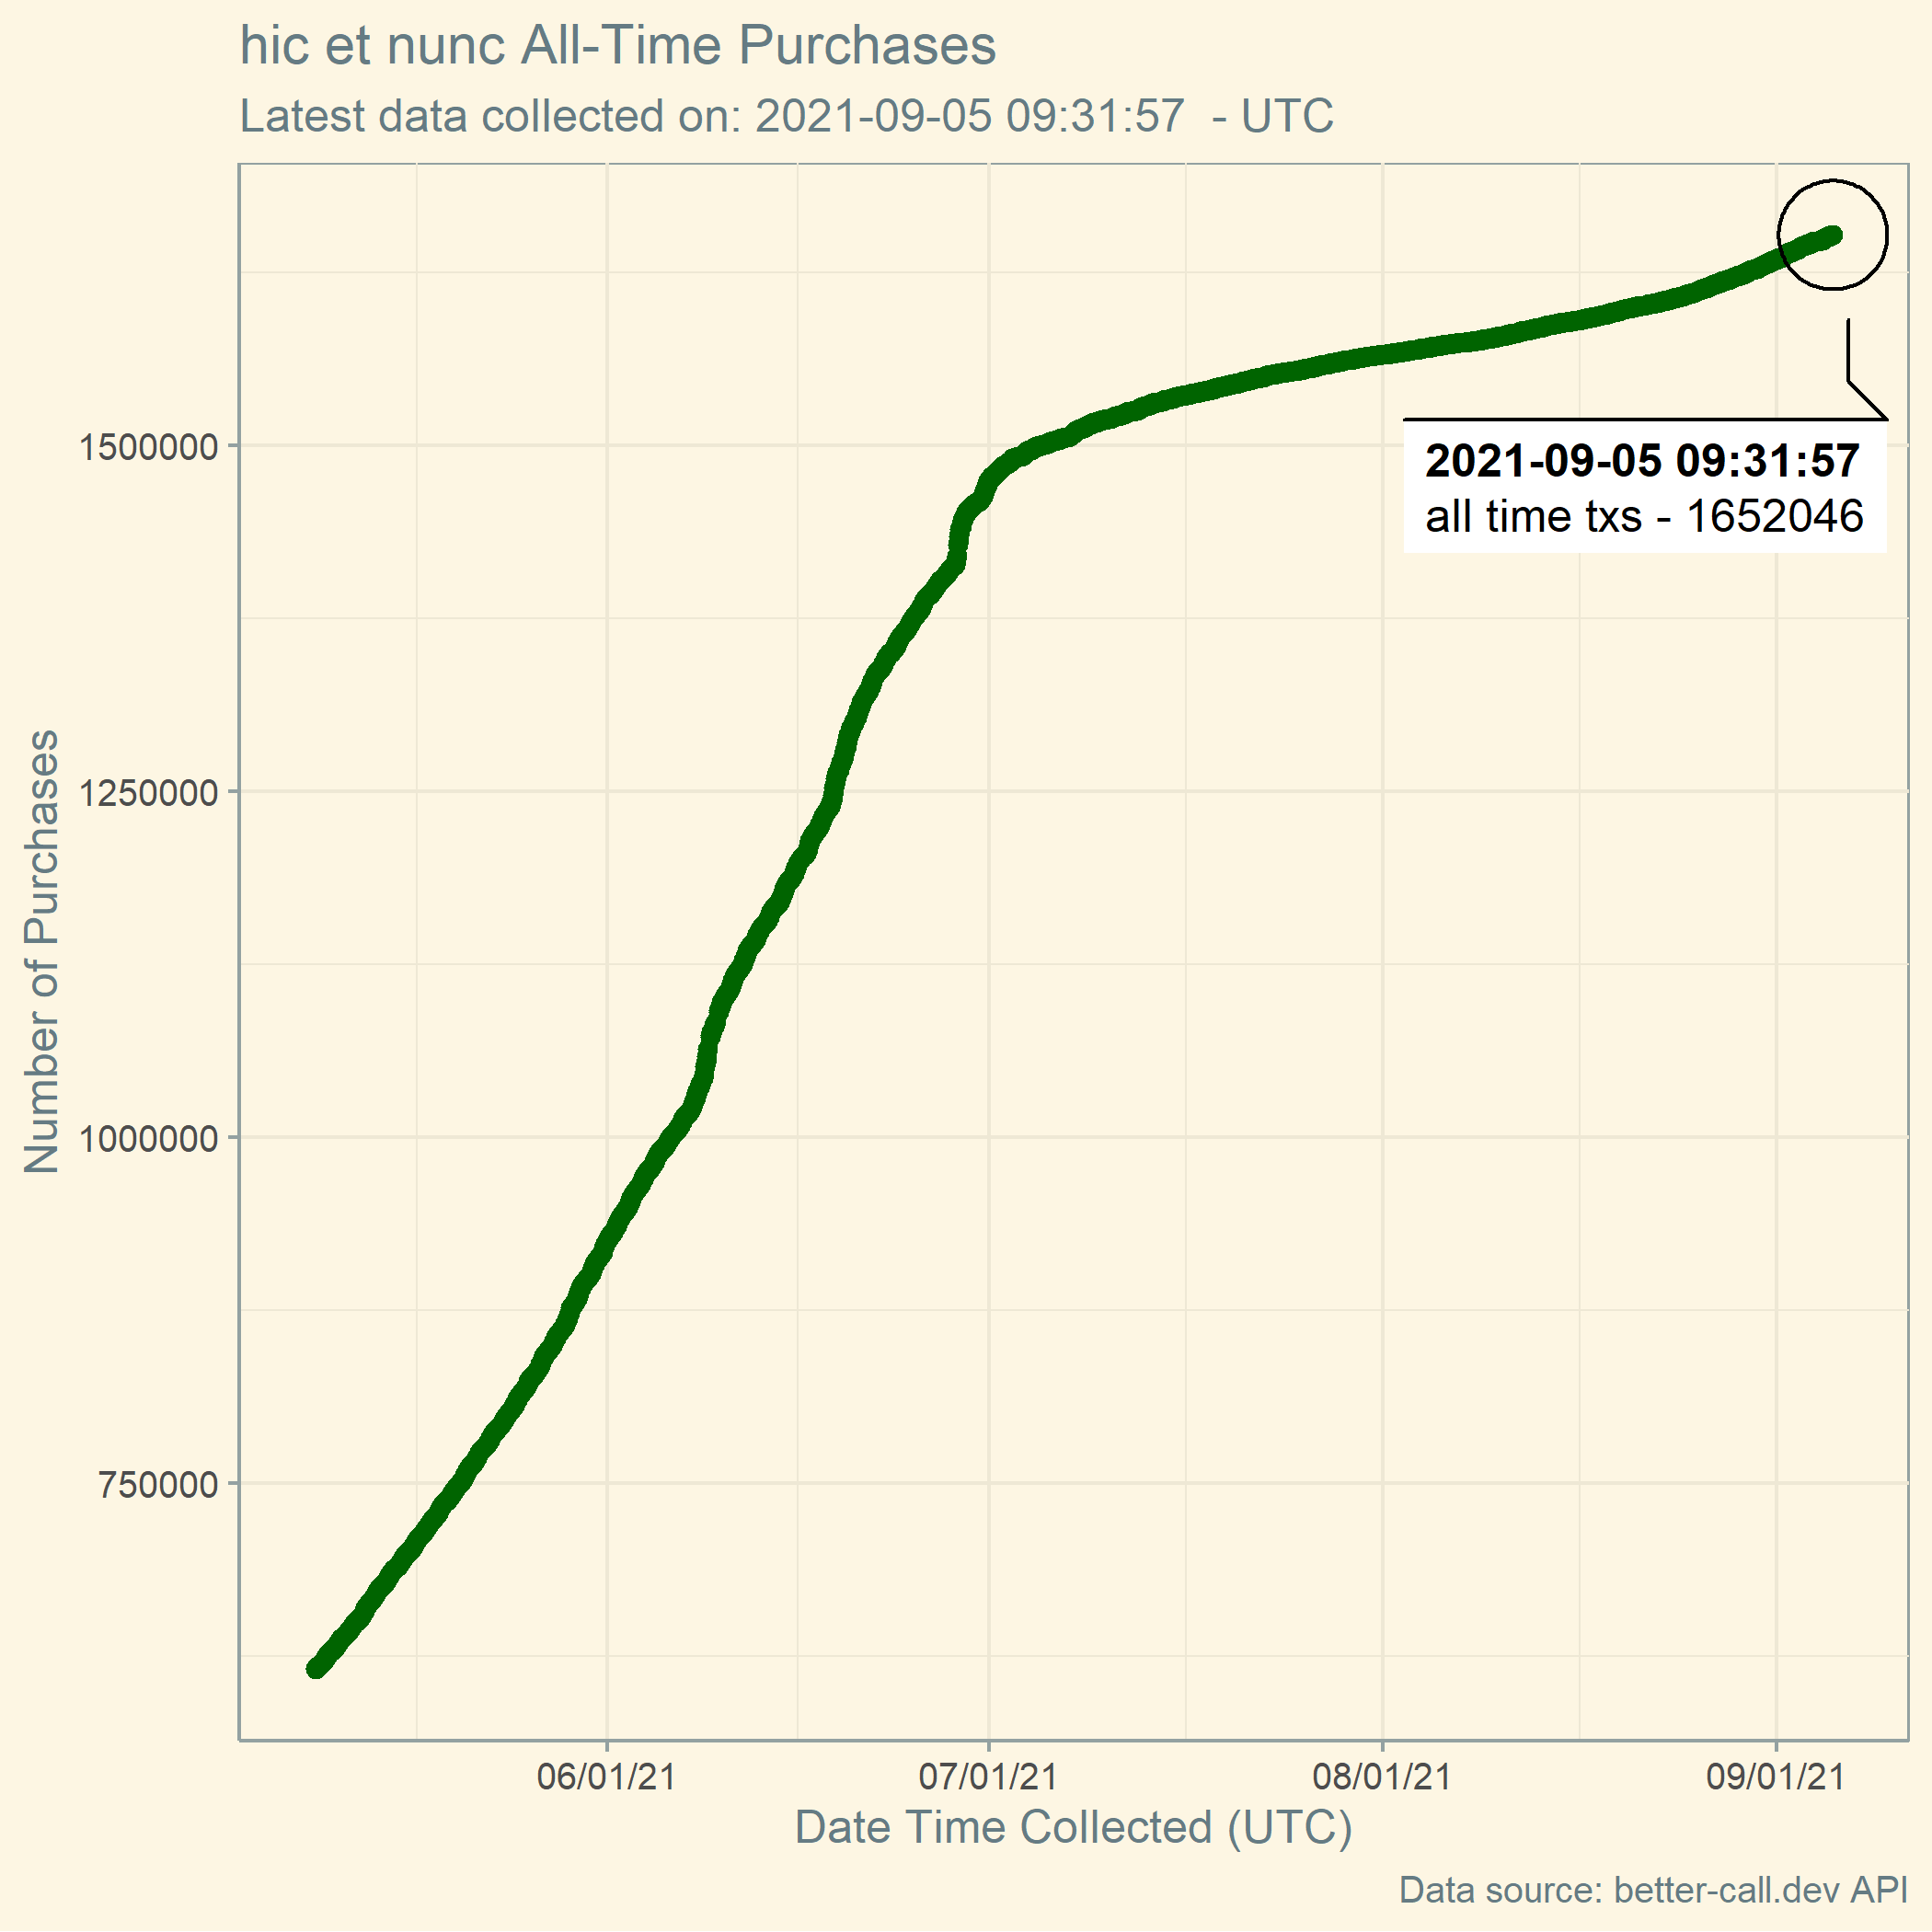 hic et nunc All-Time Purchases
Latest data collected on: 2021-09-05 09:31:57  - UTC
Number of Purchases
1500000
1250000
1000000
750000
2021-09-05 09:31:57
all time txs - 1652046
06/01/21
07/01/21
08/01/21
09/01/21
Date Time Collected (UTC)
Data source: better-call.dev API